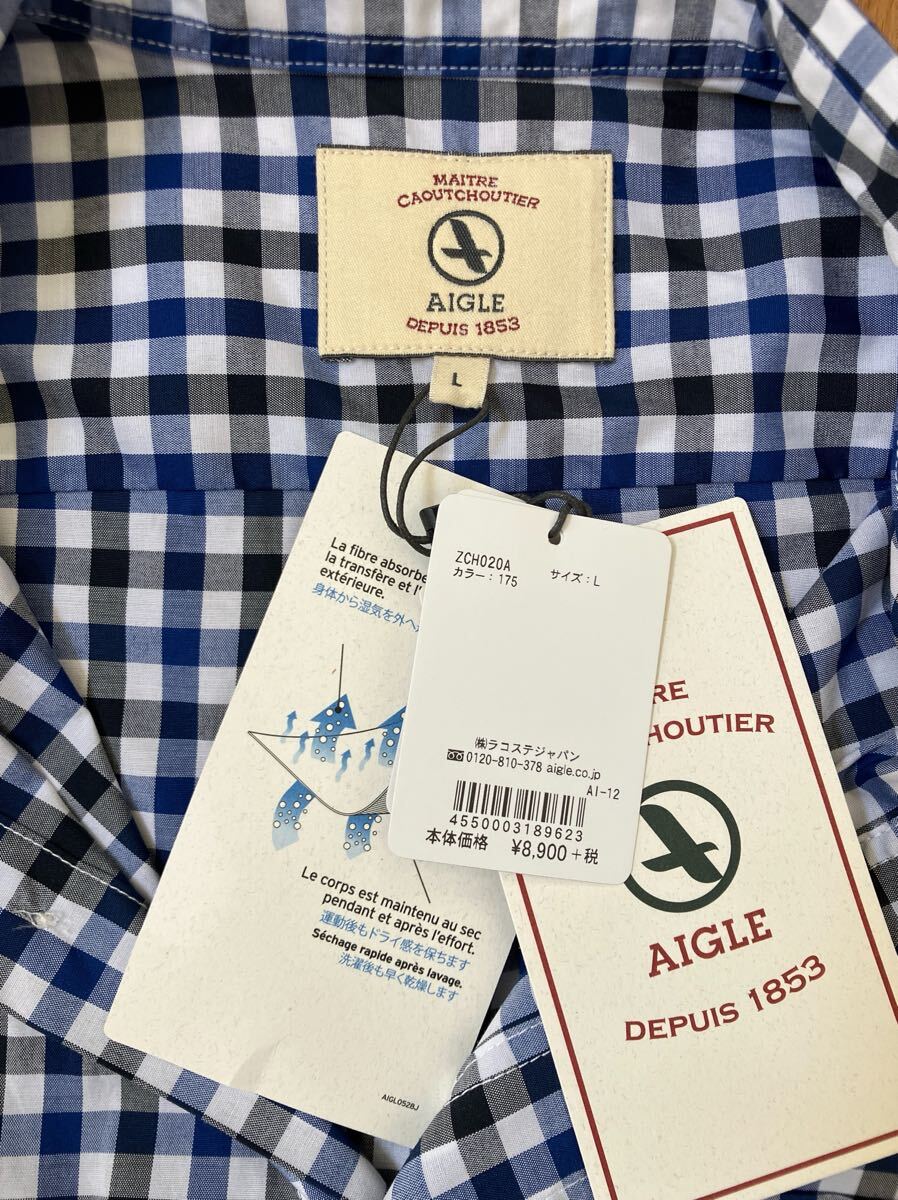 MAITRE
CAOUTCHOUTIER
AIGLE
DEPUIS 1853
L
La fibre absorbe
la transfère et l'
extérieure.
身体から湿気を外へ
Le corps est maintenu au sec
pendant et après l'effort.
運動後もドライ感を保ちます
Séchage rapide après lavage.
洗濯後も早く乾燥します
AIGL0528J
ZCH020A
カラー：175 サイズ：L
㈱ラコステジャパン
0120-810-378 aigle.co.jp
AI-12
4550003189623
本体価格 ¥8,900+税
RE
TCHOUTIER
AIGLE
DEPUIS 1853